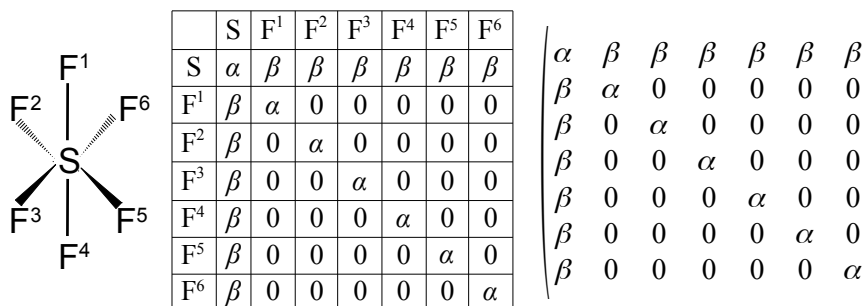 F¹
F² F⁶
S
F³ F⁵
F⁴
S F¹ F² F³ F⁴ F⁵ F⁶
S α β β β β β β
F¹ β α 0 0 0 0 0
F² β 0 α 0 0 0 0
F³ β 0 0 α 0 0 0
F⁴ β 0 0 0 α 0 0
F⁵ β 0 0 0 0 α 0
F⁶ β 0 0 0 0 0 α
α β β β β β β
β α 0 0 0 0 0
β 0 α 0 0 0 0
β 0 0 α 0 0 0
β 0 0 0 α 0 0
β 0 0 0 0 α 0
β 0 0 0 0 0 α